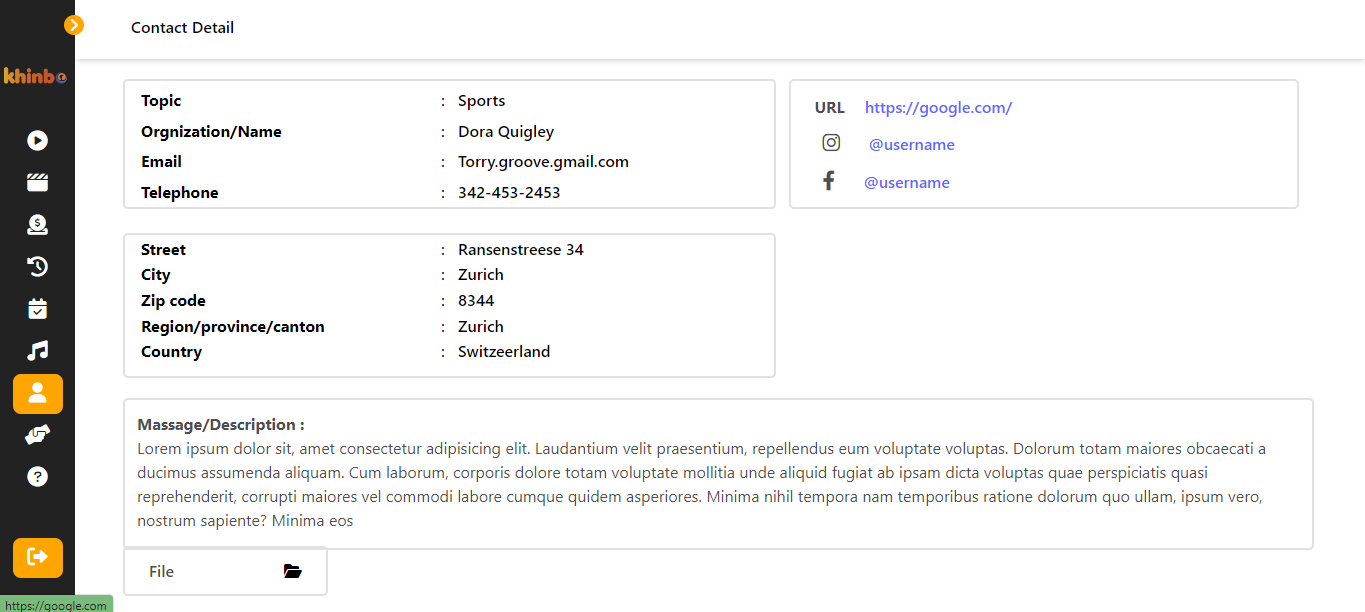 Contact Detail
khinbo
Topic : Sports
Orgnization/Name : Dora Quigley
Email : Torry.groove.gmail.com
Telephone : 342-453-2453
URL https://google.com/
@username
@username
Street : Ransenstreese 34
City : Zurich
Zip code : 8344
Region/province/canton : Zurich
Country : Switzeerland
Massage/Description :
Lorem ipsum dolor sit, amet consectetur adipisicing elit. Laudantium velit praesentium, repellendus eum voluptate voluptas. Dolorum totam maiores obcaecati a
ducimus assumenda aliquam. Cum laborum, corporis dolore totam voluptate mollitia unde aliquid fugiat ab ipsam dicta voluptas quae perspiciatis quasi
reprehenderit, corrupti maiores vel commodi labore cumque quidem asperiores. Minima nihil tempora nam temporibus ratione dolorum quo ullam, ipsum vero,
nostrum sapiente? Minima eos
File
https://google.com